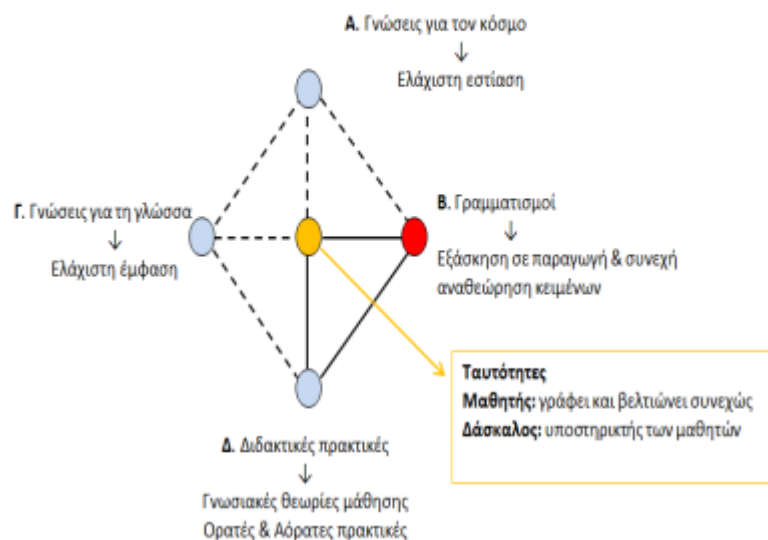 Α. Γνώσεις για τον κόσμο
↓
Ελάχιστη εστίαση
Γ. Γνώσεις για τη γλώσσα
↓
Ελάχιστη έμφαση
Β. Γραμματισμοί
↓
Εξάσκηση σε παραγωγή & συνεχή
αναθεώρηση κειμένων
Ταυτότητες
Μαθητής: γράφει και βελτιώνει συνεχώς
Δάσκαλος: υποστηρικτής των μαθητών
Δ. Διδακτικές πρακτικές
↓
Γνωσιακές θεωρίες μάθησης
Ορατές & Αόρατες πρακτικές